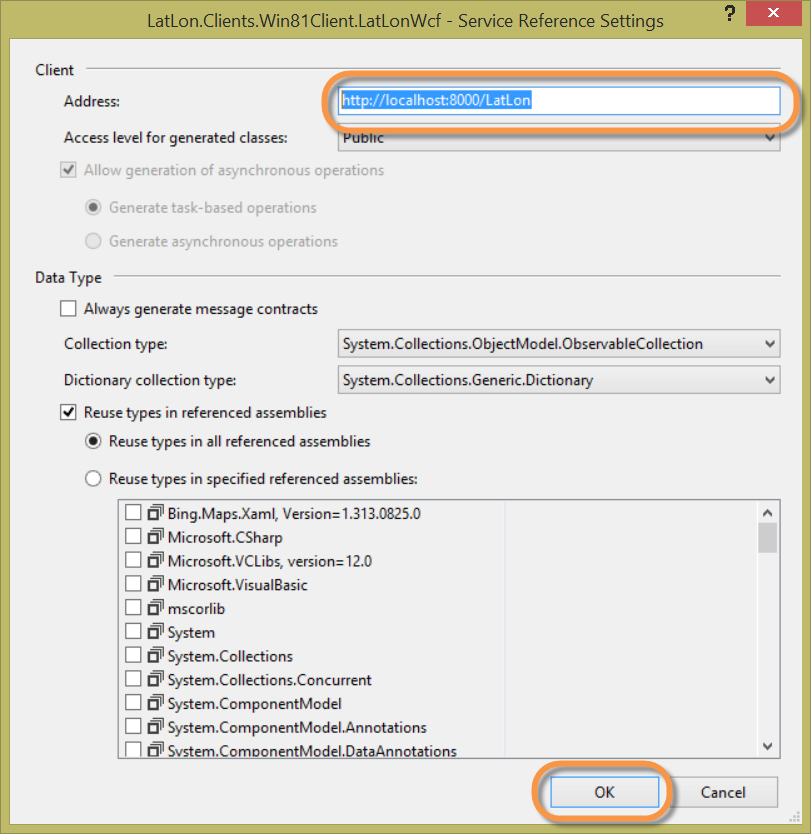 LatLon.Clients.Win81Client.LatLonWcf - Service Reference Settings ? x
Client
Address: http://localhost:8000/LatLon
Access level for generated classes: Public
Allow generation of asynchronous operations
Generate task-based operations
Generate asynchronous operations
Data Type
Always generate message contracts
Collection type: System.Collections.ObjectModel.ObservableCollection
Dictionary collection type: System.Collections.Generic.Dictionary
Reuse types in referenced assemblies
Reuse types in all referenced assemblies
Reuse types in specified referenced assemblies:
Bing.Maps.Xaml, Version=1.313.0825.0
Microsoft.CSharp
Microsoft.VCLibs, version=12.0
Microsoft.VisualBasic
mscorlib
System
System.Collections
System.Collections.Concurrent
System.ComponentModel
System.ComponentModel.Annotations
System.ComponentModel.DataAnnotations
OK Cancel